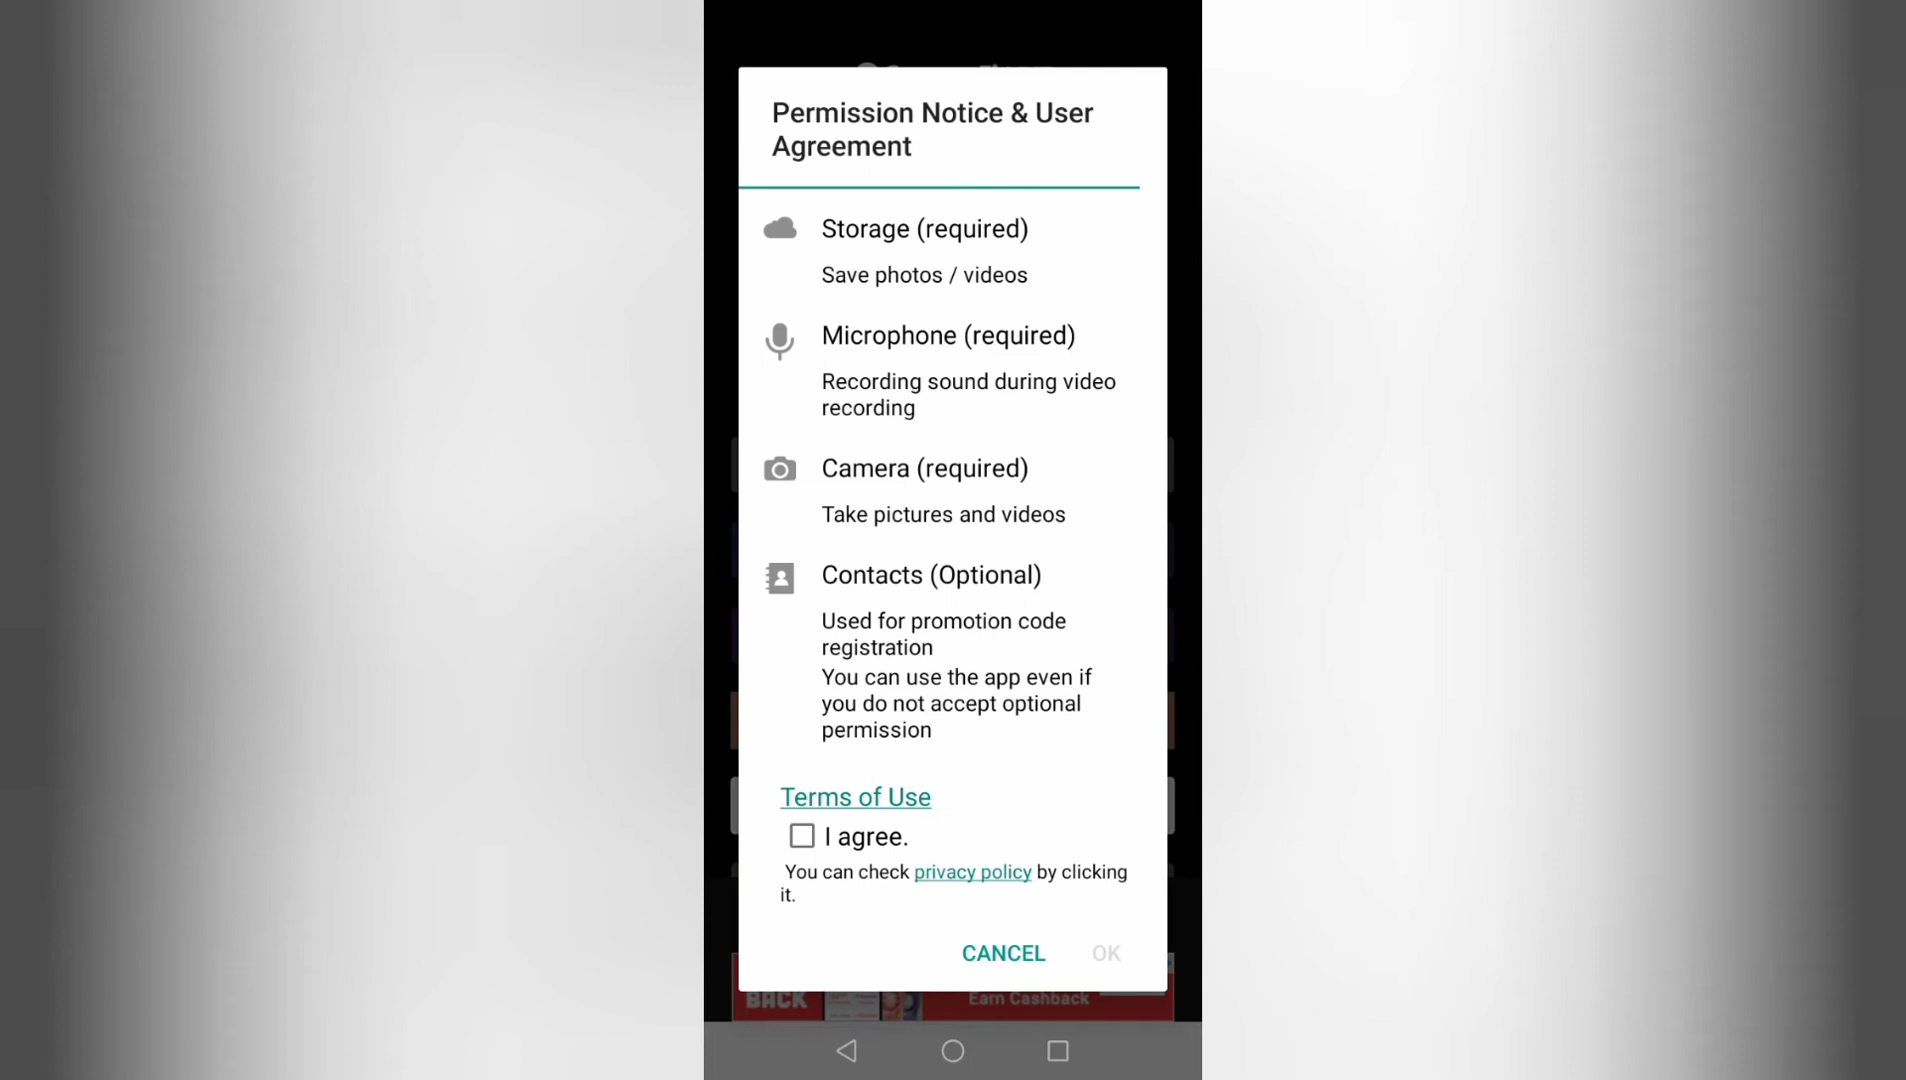 Permission Notice & User
Agreement
Storage (required)
Save photos / videos
Microphone (required)
Recording sound during video
recording
Camera (required)
Take pictures and videos
Contacts (Optional)
Used for promotion code
registration
You can use the app even if
you do not accept optional
permission
Terms of Use
I agree.
You can check privacy policy by clicking
it.
CANCEL OK
BACK
Earn Cashback